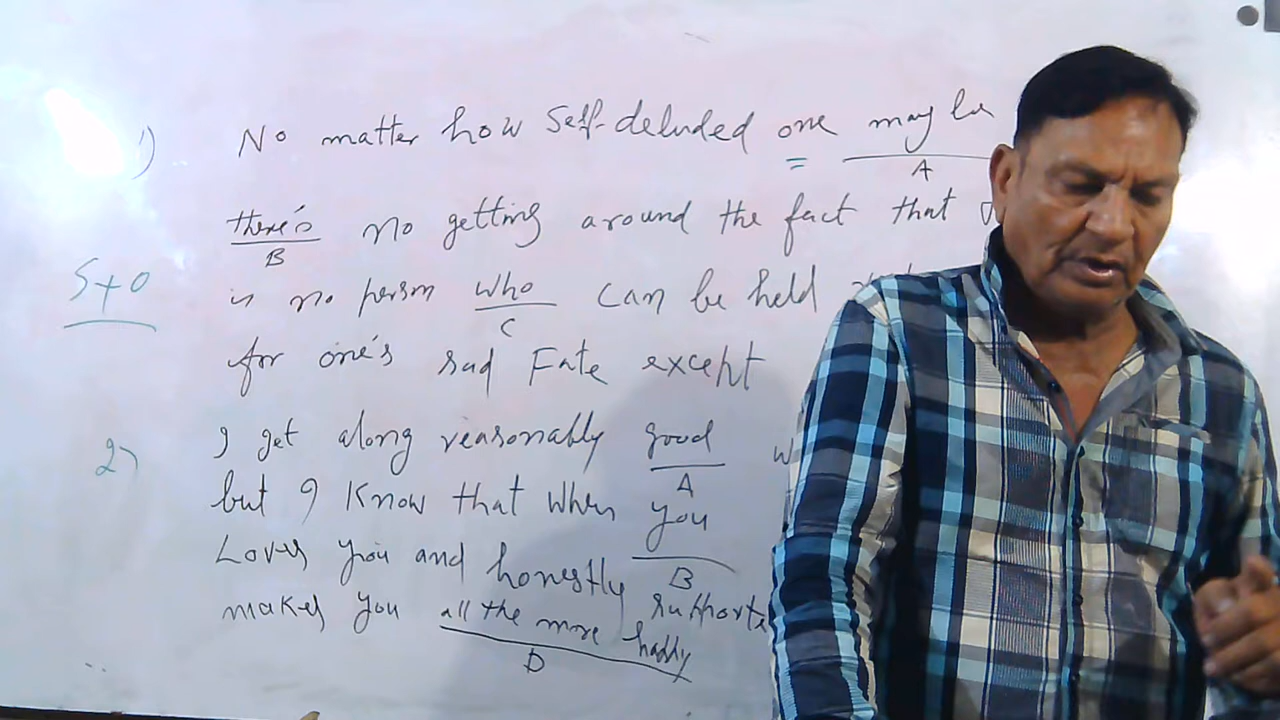 1) No matter how Self-deluded one may be
A
there's no getting around the fact that
B
S+O
is no person who can be held
C
for one's sad Fate except
2) I get along reasonably good
A
but I Know that when you
B
Loves you and honestly supporte
makes you all the more happy
D